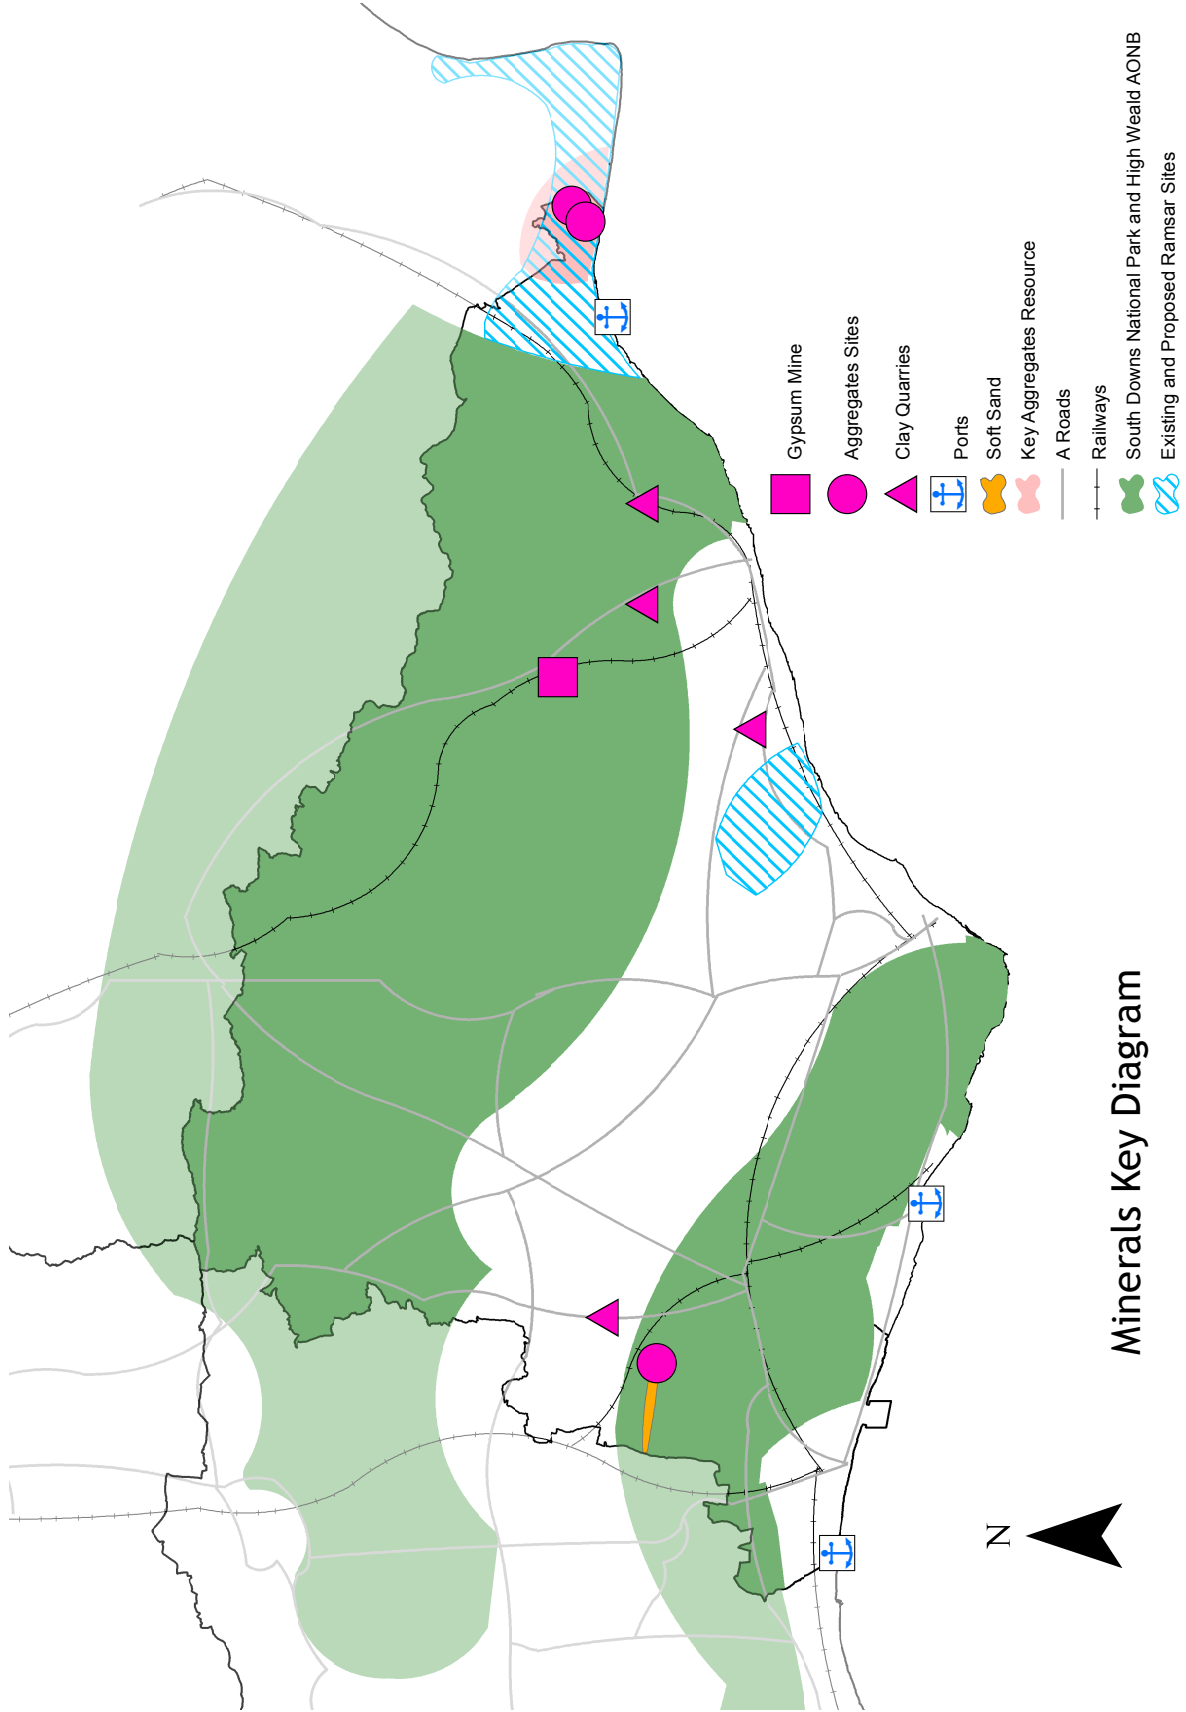 Gypsum Mine
Aggregates Sites
Clay Quarries
Ports
Soft Sand
Key Aggregates Resource
A Roads
Railways
South Downs National Park and High Weald AONB
Existing and Proposed Ramsar Sites
Minerals Key Diagram
N